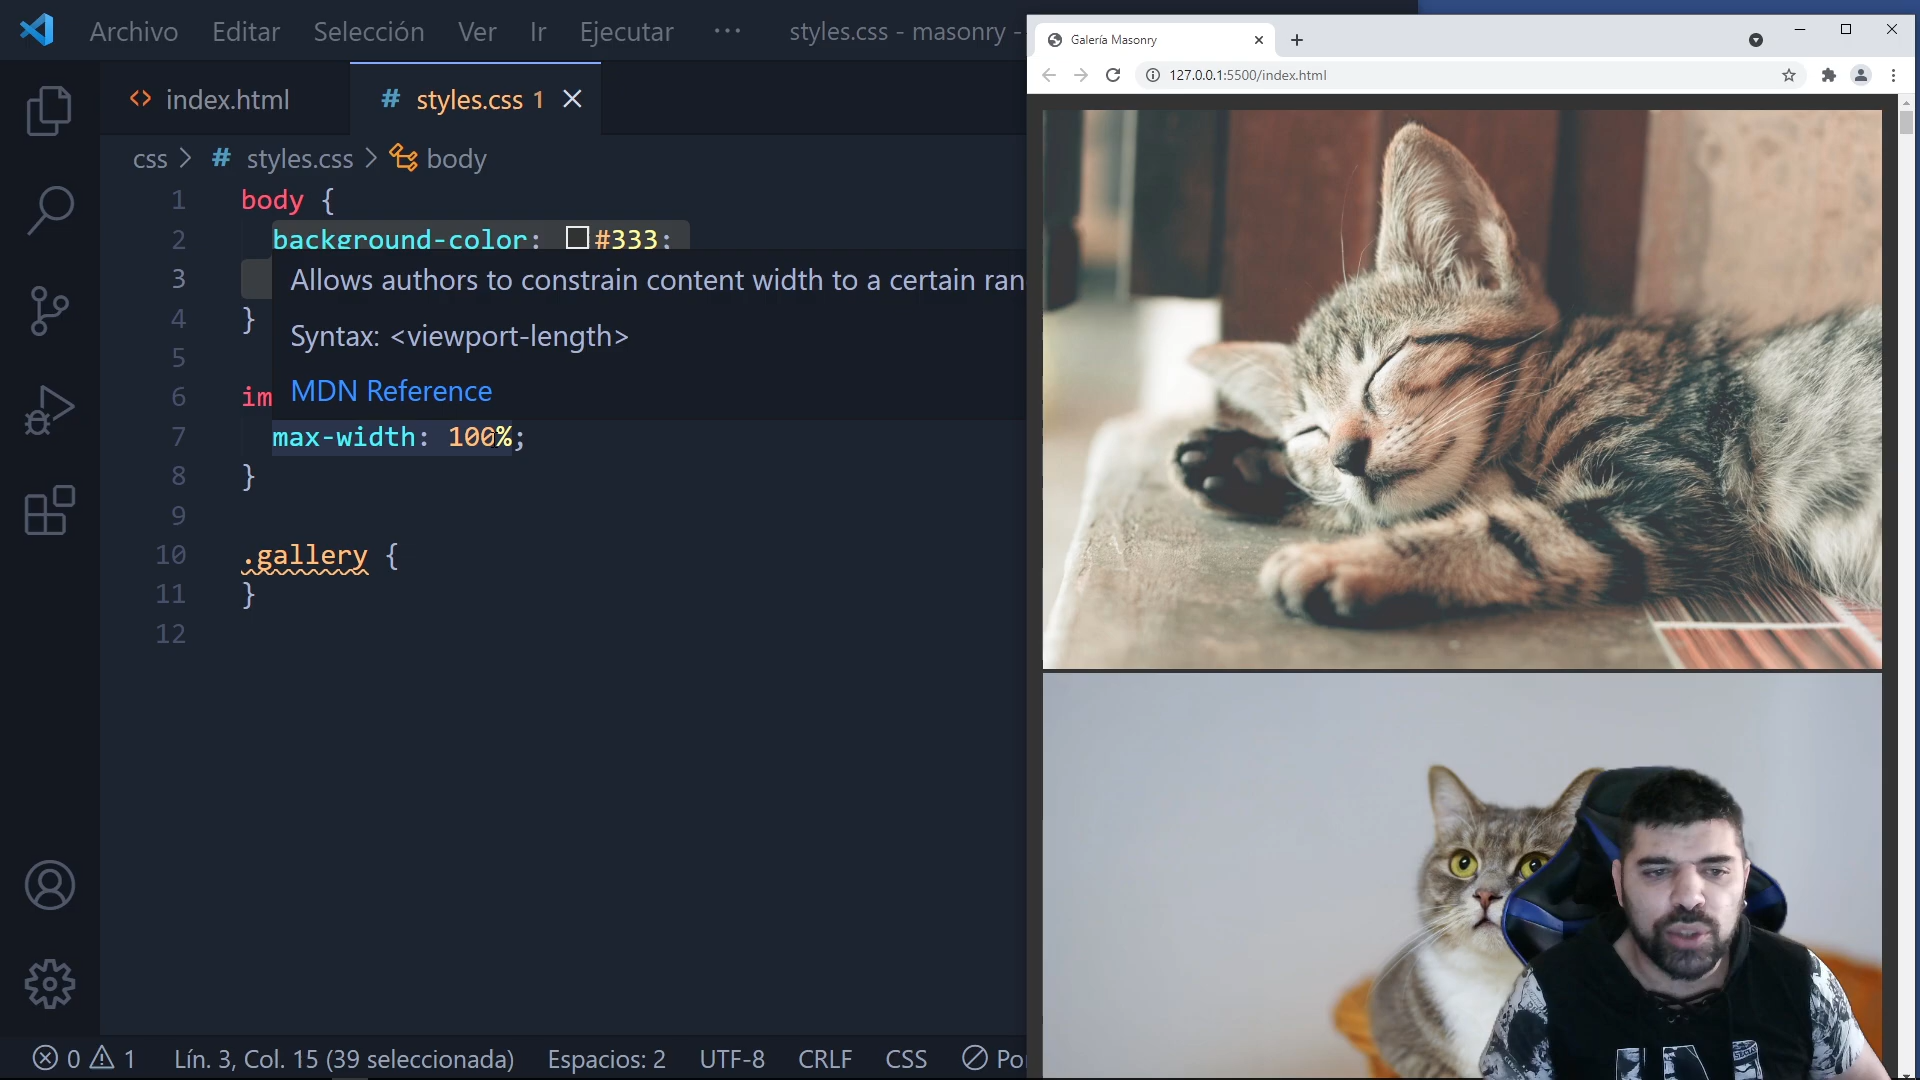 Archivo Editar Selección Ver Ir Ejecutar ··· styles.css - masonry -
index.html
styles.css 1
css > # styles.css > body
1 body {
2 background-color: #333;
3
4 }
5
6 im
7 max-width: 100%;
8 }
9
10 .gallery {
11 }
12
Allows authors to constrain content width to a certain ran
Syntax: <viewport-length>
MDN Reference
0 1 Lín. 3, Col. 15 (39 seleccionada) Espacios: 2 UTF-8 CRLF CSS Po
Galería Masonry
127.0.0.1:5500/index.html